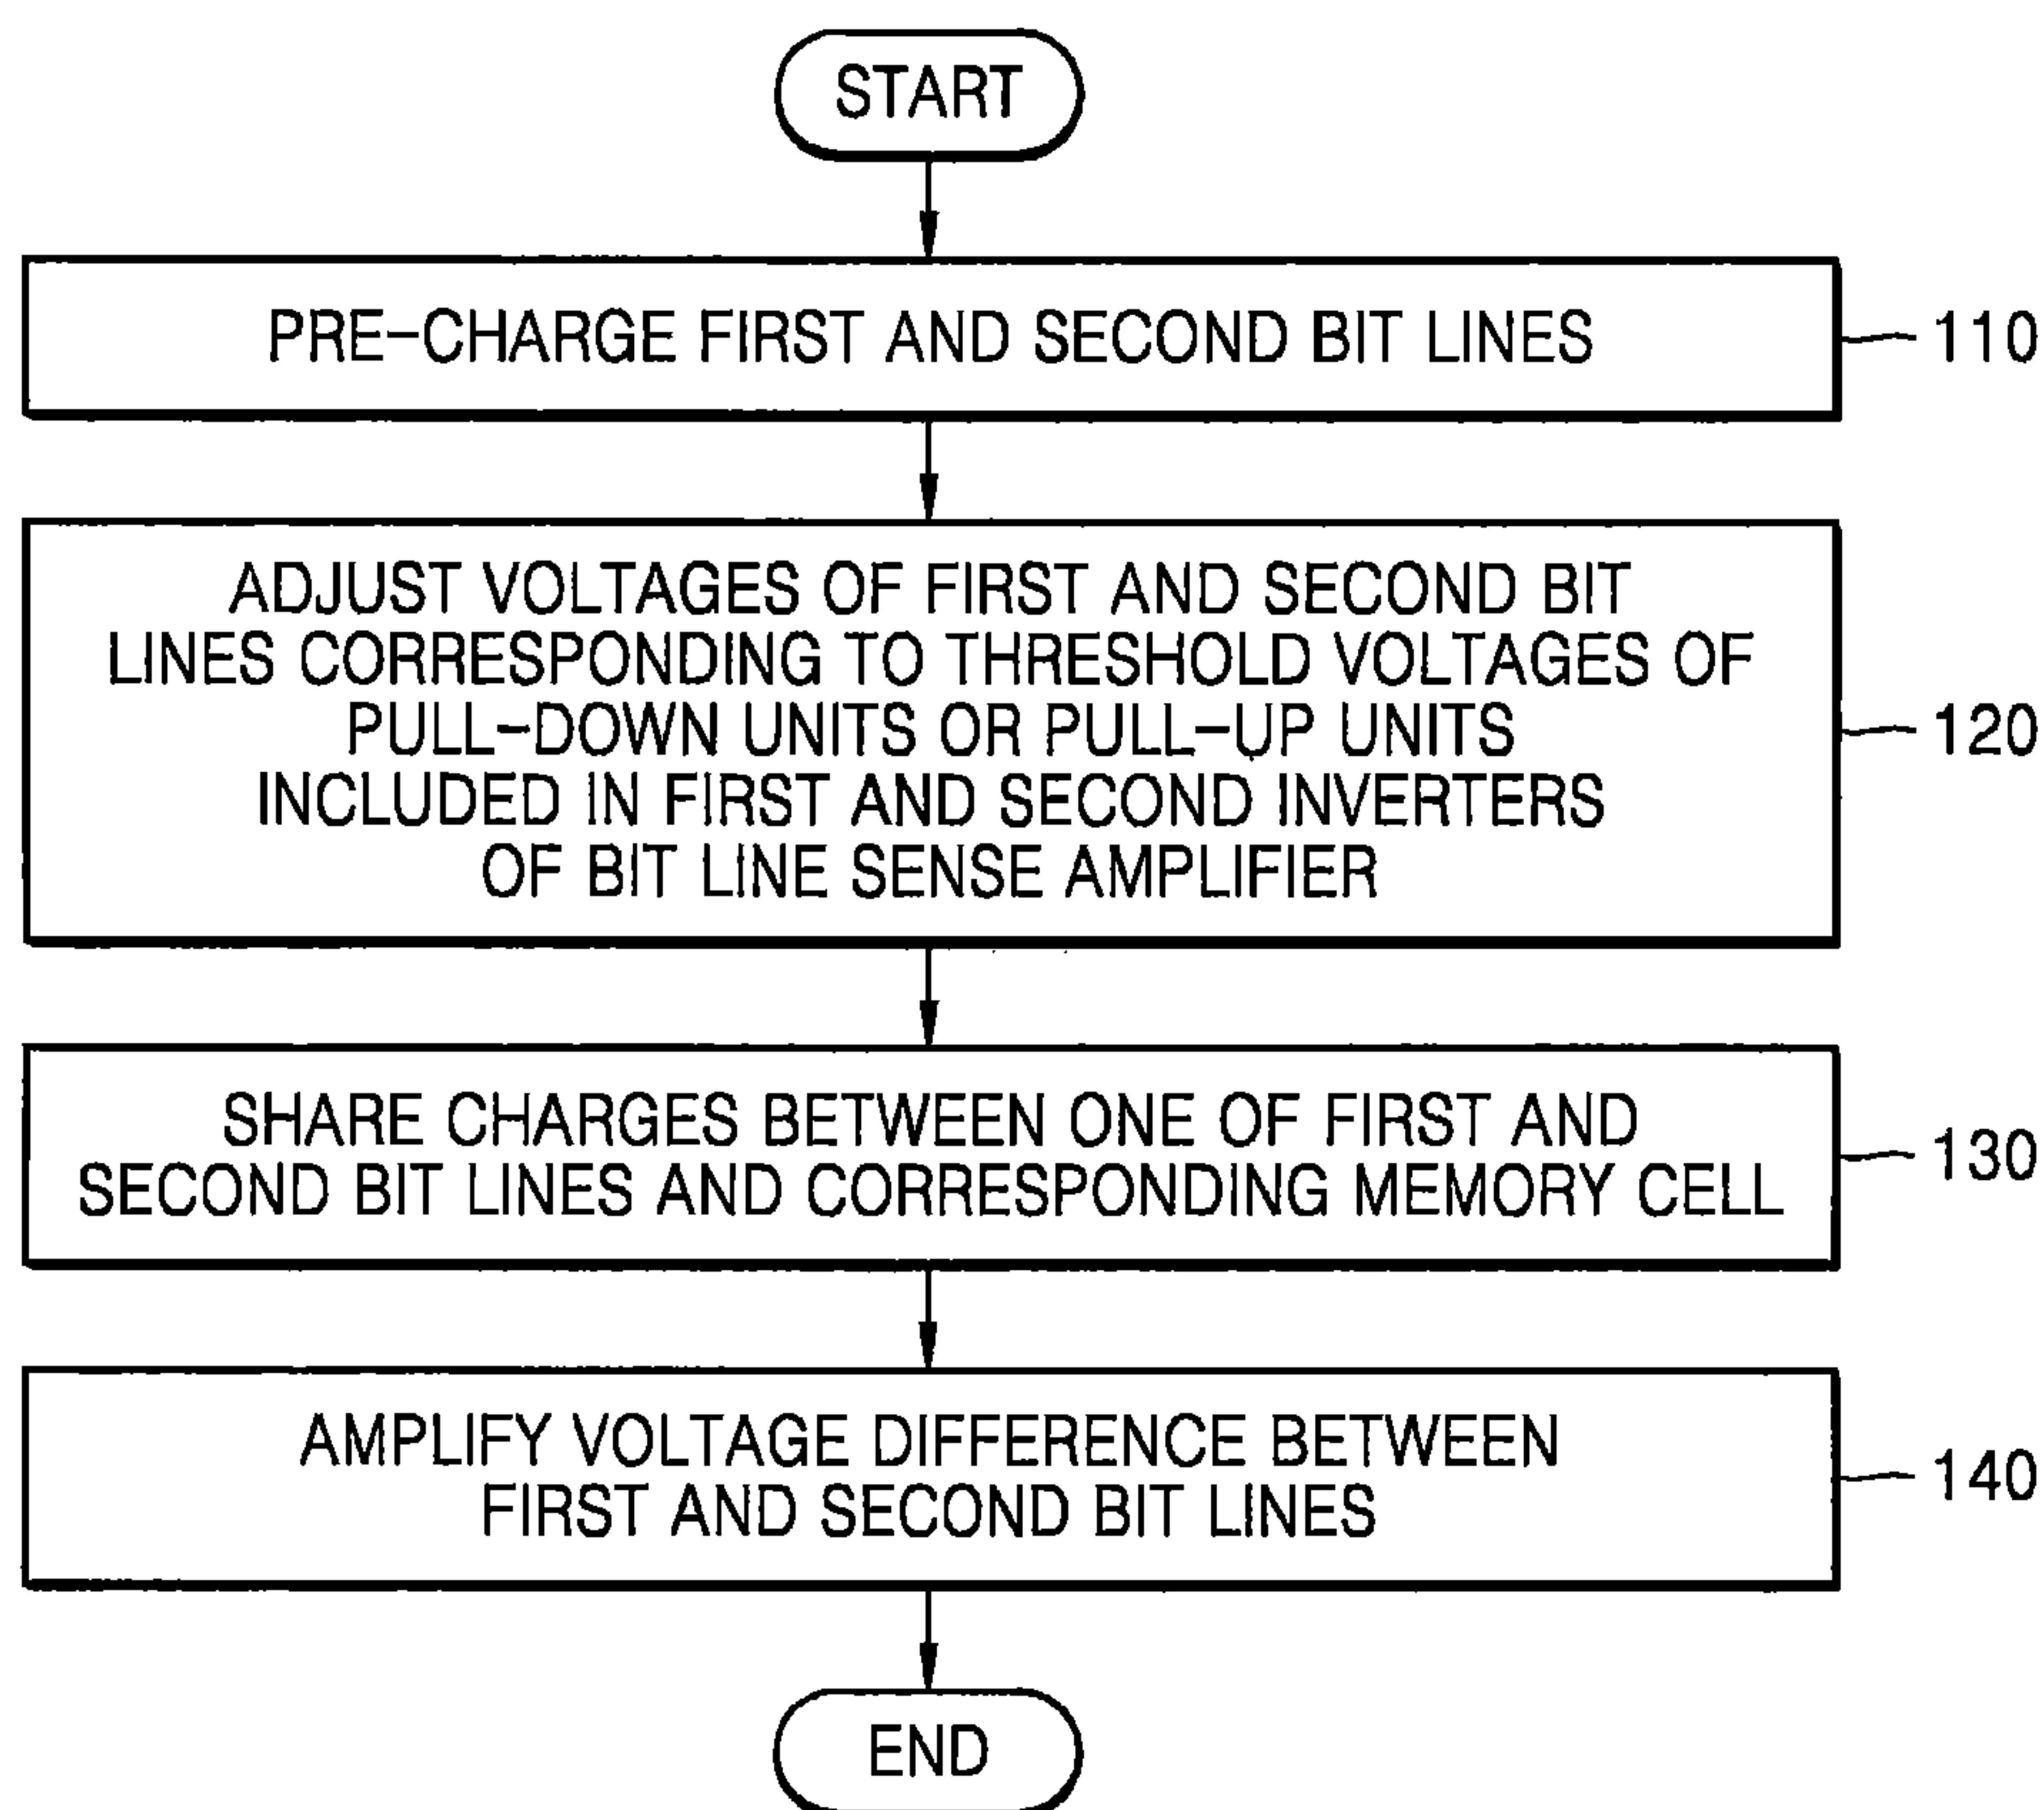 START
PRE-CHARGE FIRST AND SECOND BIT LINES
110
ADJUST VOLTAGES OF FIRST AND SECOND BIT
LINES CORRESPONDING TO THRESHOLD VOLTAGES OF
PULL-DOWN UNITS OR PULL-UP UNITS
INCLUDED IN FIRST AND SECOND INVERTERS
OF BIT LINE SENSE AMPLIFIER
120
SHARE CHARGES BETWEEN ONE OF FIRST AND
SECOND BIT LINES AND CORRESPONDING MEMORY CELL
130
AMPLIFY VOLTAGE DIFFERENCE BETWEEN
FIRST AND SECOND BIT LINES
140
END